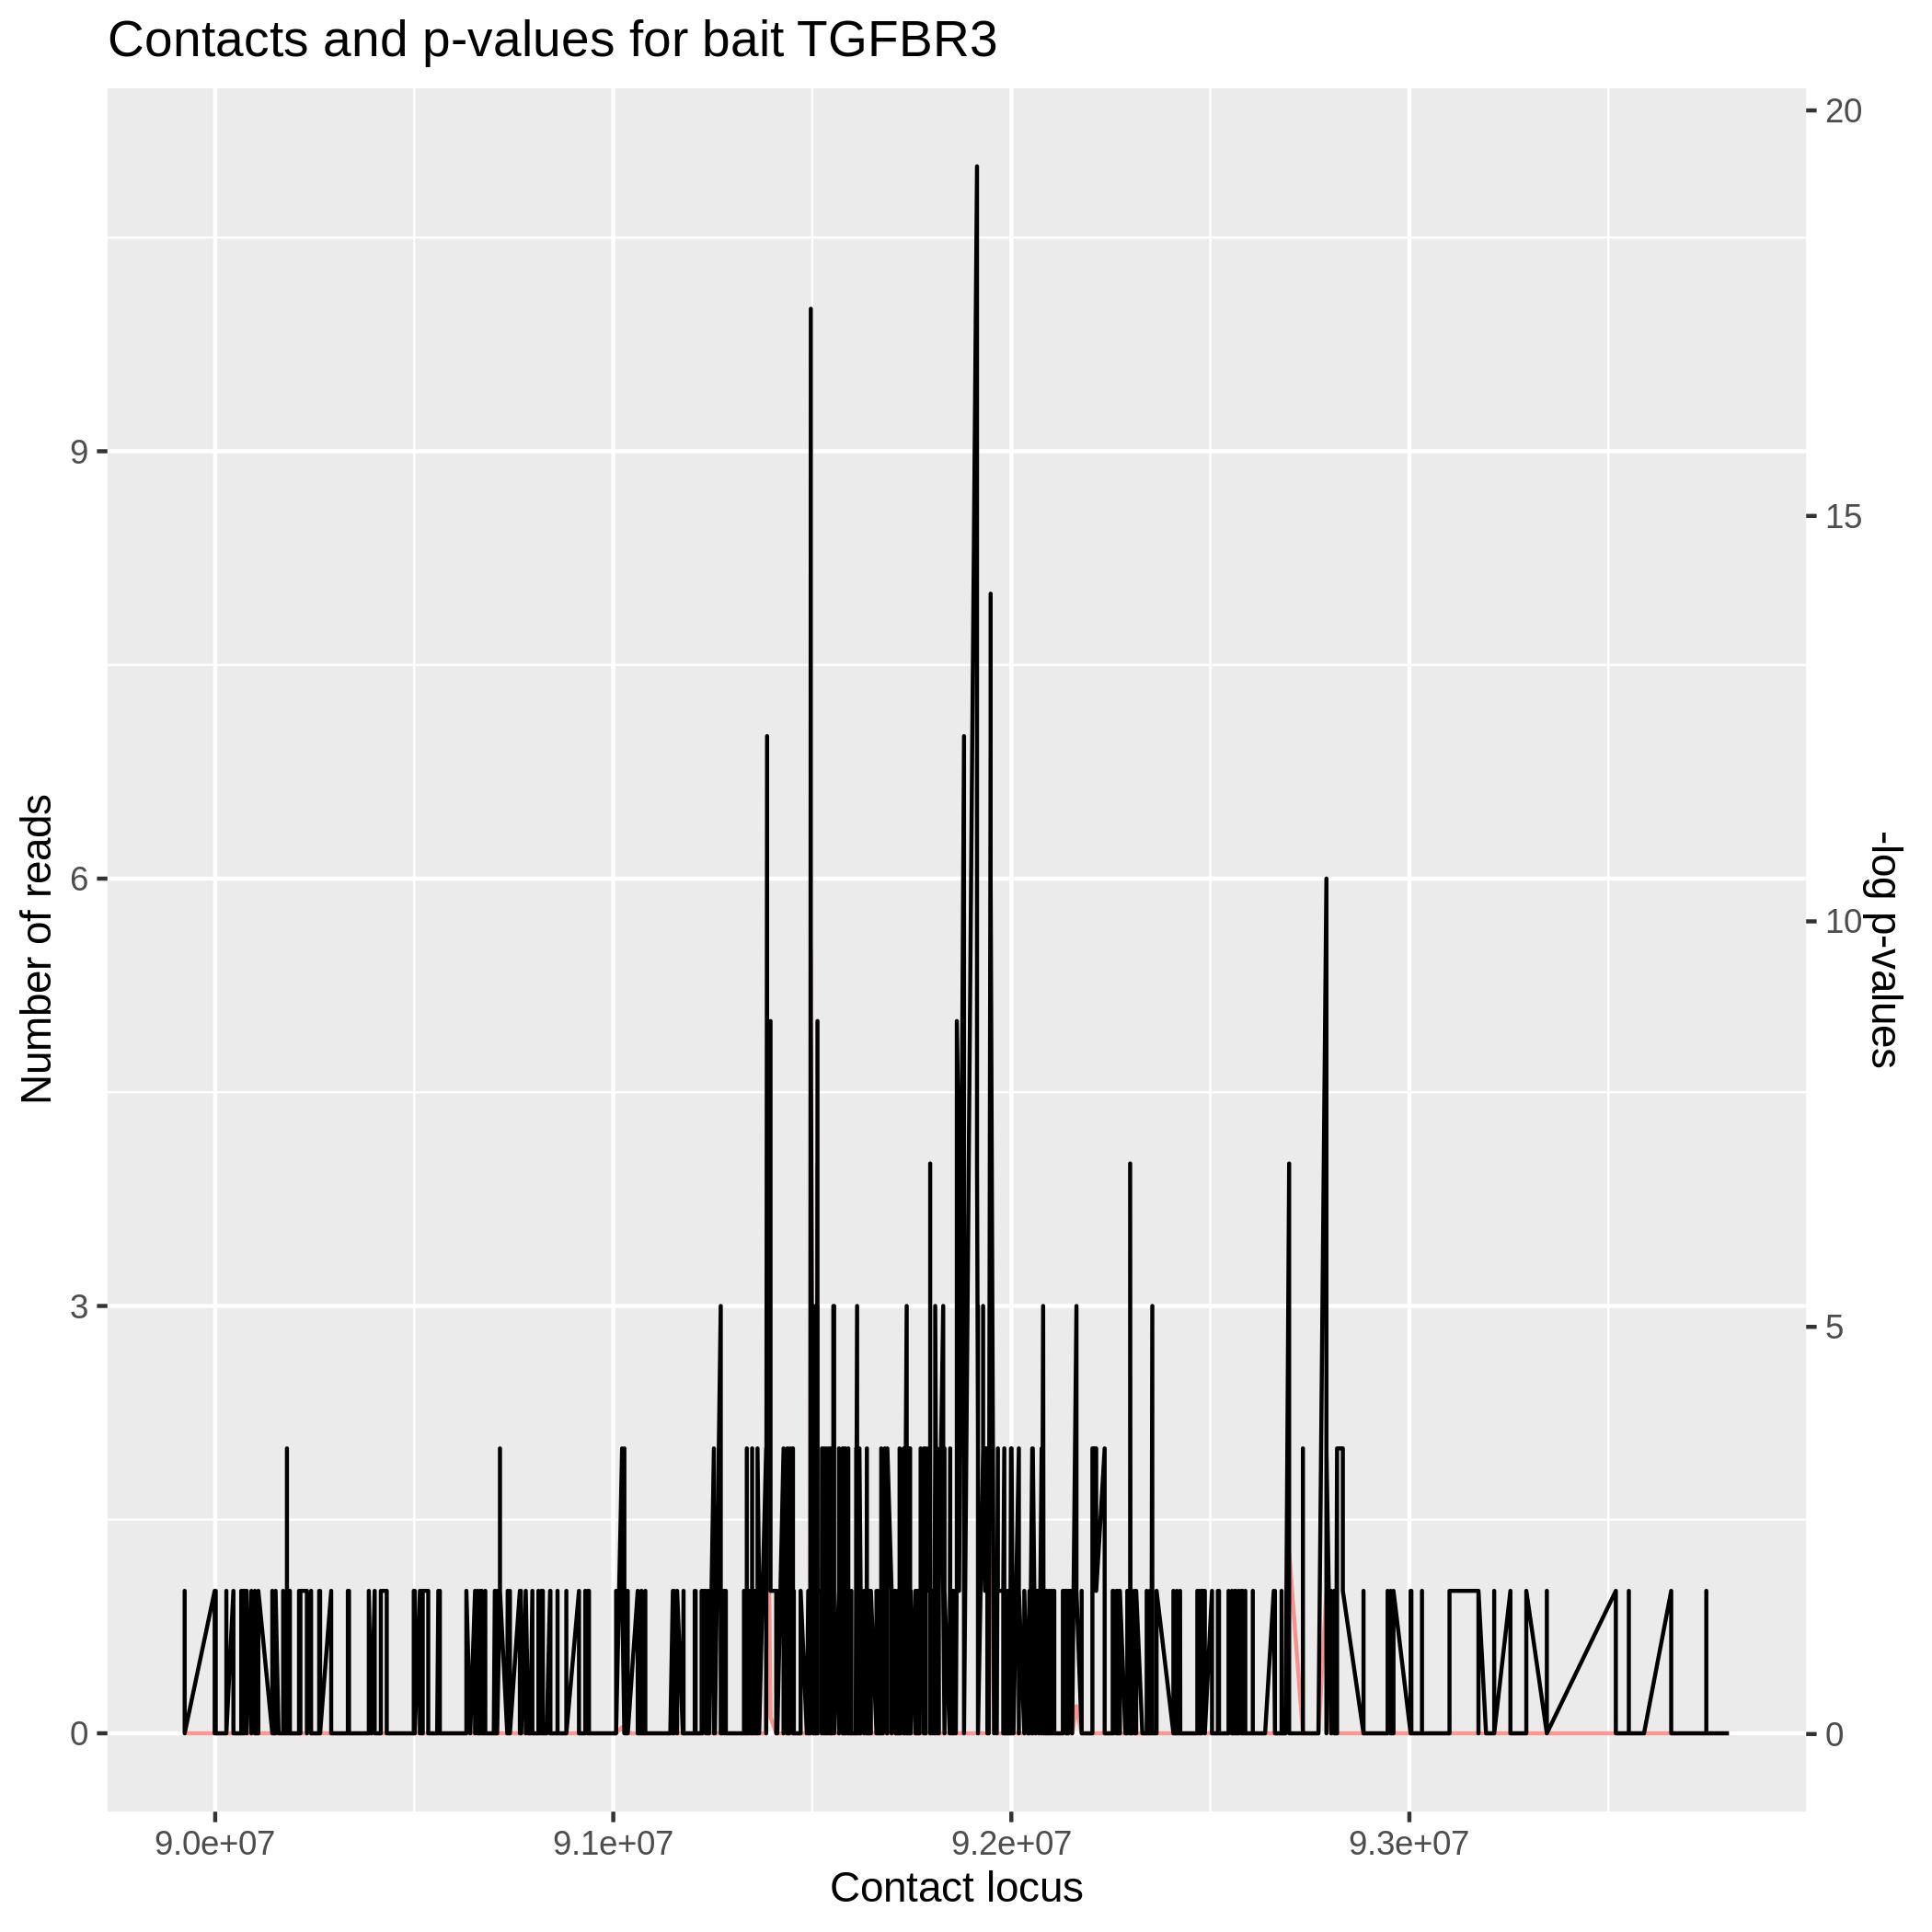 Contacts and p-values for bait TGFBR3
20
15
10
5
0
9
6
3
0
Number of reads
-log p-values
9.0e+07
9.1e+07
9.2e+07
9.3e+07
Contact locus